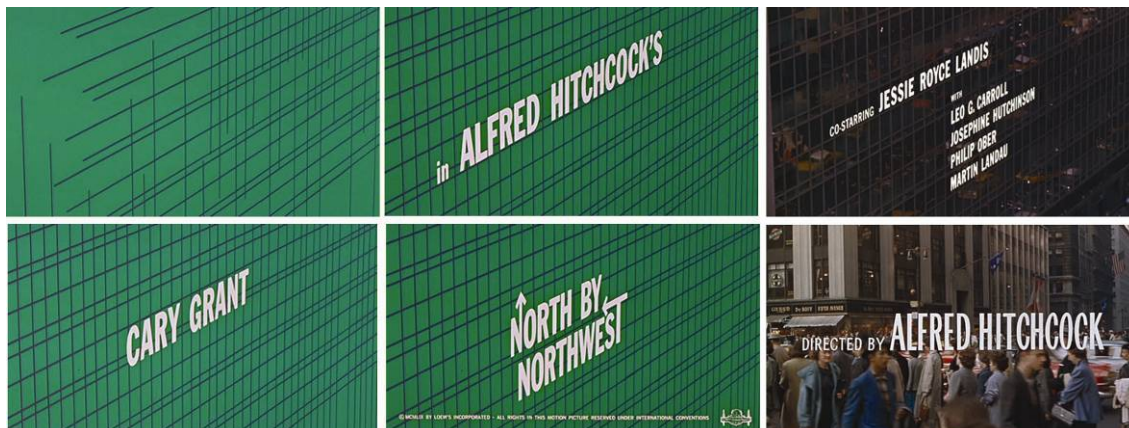 in ALFRED HITCHCOCK'S
CO-STARRING JESSIE ROYCE LANDIS
WITH
LEO G. CARROLL
JOSEPHINE HUTCHINSON
PHILIP OBER
MARTIN LANDAU
CARY GRANT
NORTH BY
NORTHWEST
© MCMLIX BY LOEW'S INCORPORATED - ALL RIGHTS IN THIS MOTION PICTURE RESERVED UNDER INTERNATIONAL CONVENTIONS
DIRECTED BY ALFRED HITCHCOCK